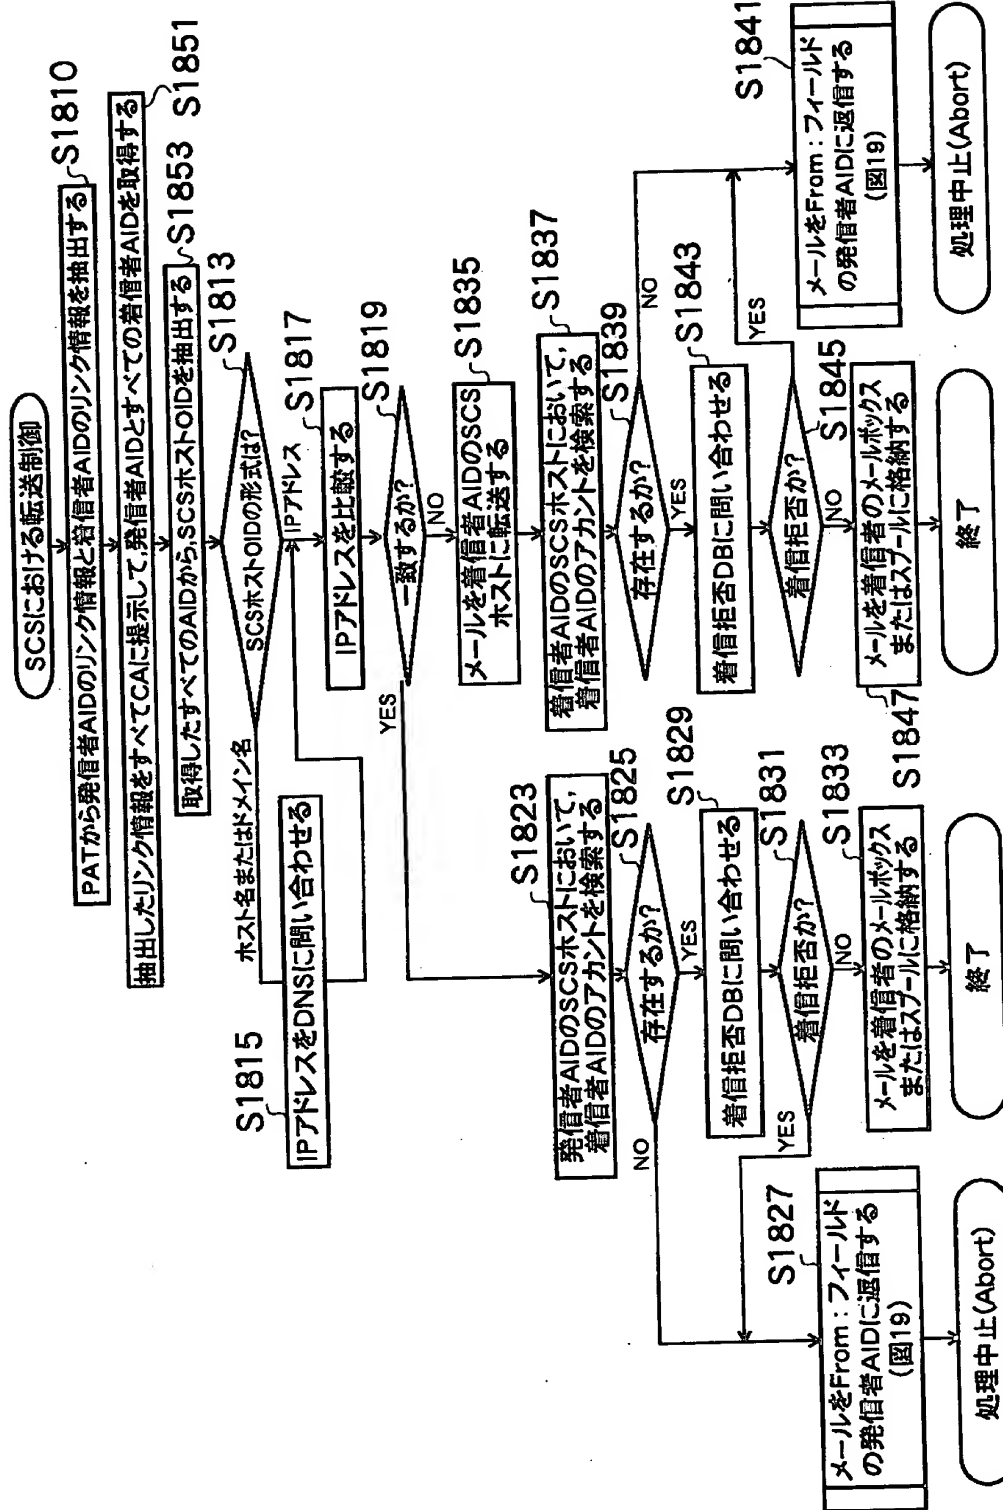 SCSにおける転送制御
PATから発信者AIDのリンク情報と着信者AIDのリンク情報を抽出する
S1810
抽出したリンク情報をすべてCAに提示して,発信者AIDとすべての着信者AIDを取得する
S1851
取得したすべてのAIDから,SCSホストOIDを抽出する
S1853
SCSホストOIDの形式は?
S1813
ホスト名またはドメイン名
IPアドレス
S1815
IPアドレスをDNSに問い合わせる
IPアドレスを比較する
S1817
一致するか?
S1819
YES
NO
発信者AIDのSCSホストにおいて,
着信者AIDのアカントを検索する
S1823
存在するか?
S1825
NO
YES
着信拒否DBに問い合わせる
S1829
着信拒否か?
S1831
YES
NO
メールを着信者のメールボックス
またはスプールに格納する
S1833
終了
S1827
メールをFrom:フィールド
の発信者AIDに返信する
(図19)
処理中止(Abort)
メールを着信者AIDのSCS
ホストに転送する
S1835
着信者AIDのSCSホストにおいて,
着信者AIDのアカントを検索する
S1837
存在するか?
S1839
NO
YES
着信拒否DBに問い合わせる
S1843
着信拒否か?
S1845
YES
NO
メールを着信者のメールボックス
またはスプールに格納する
S1847
終了
S1841
メールをFrom:フィールド
の発信者AIDに返信する
(図19)
処理中止(Abort)